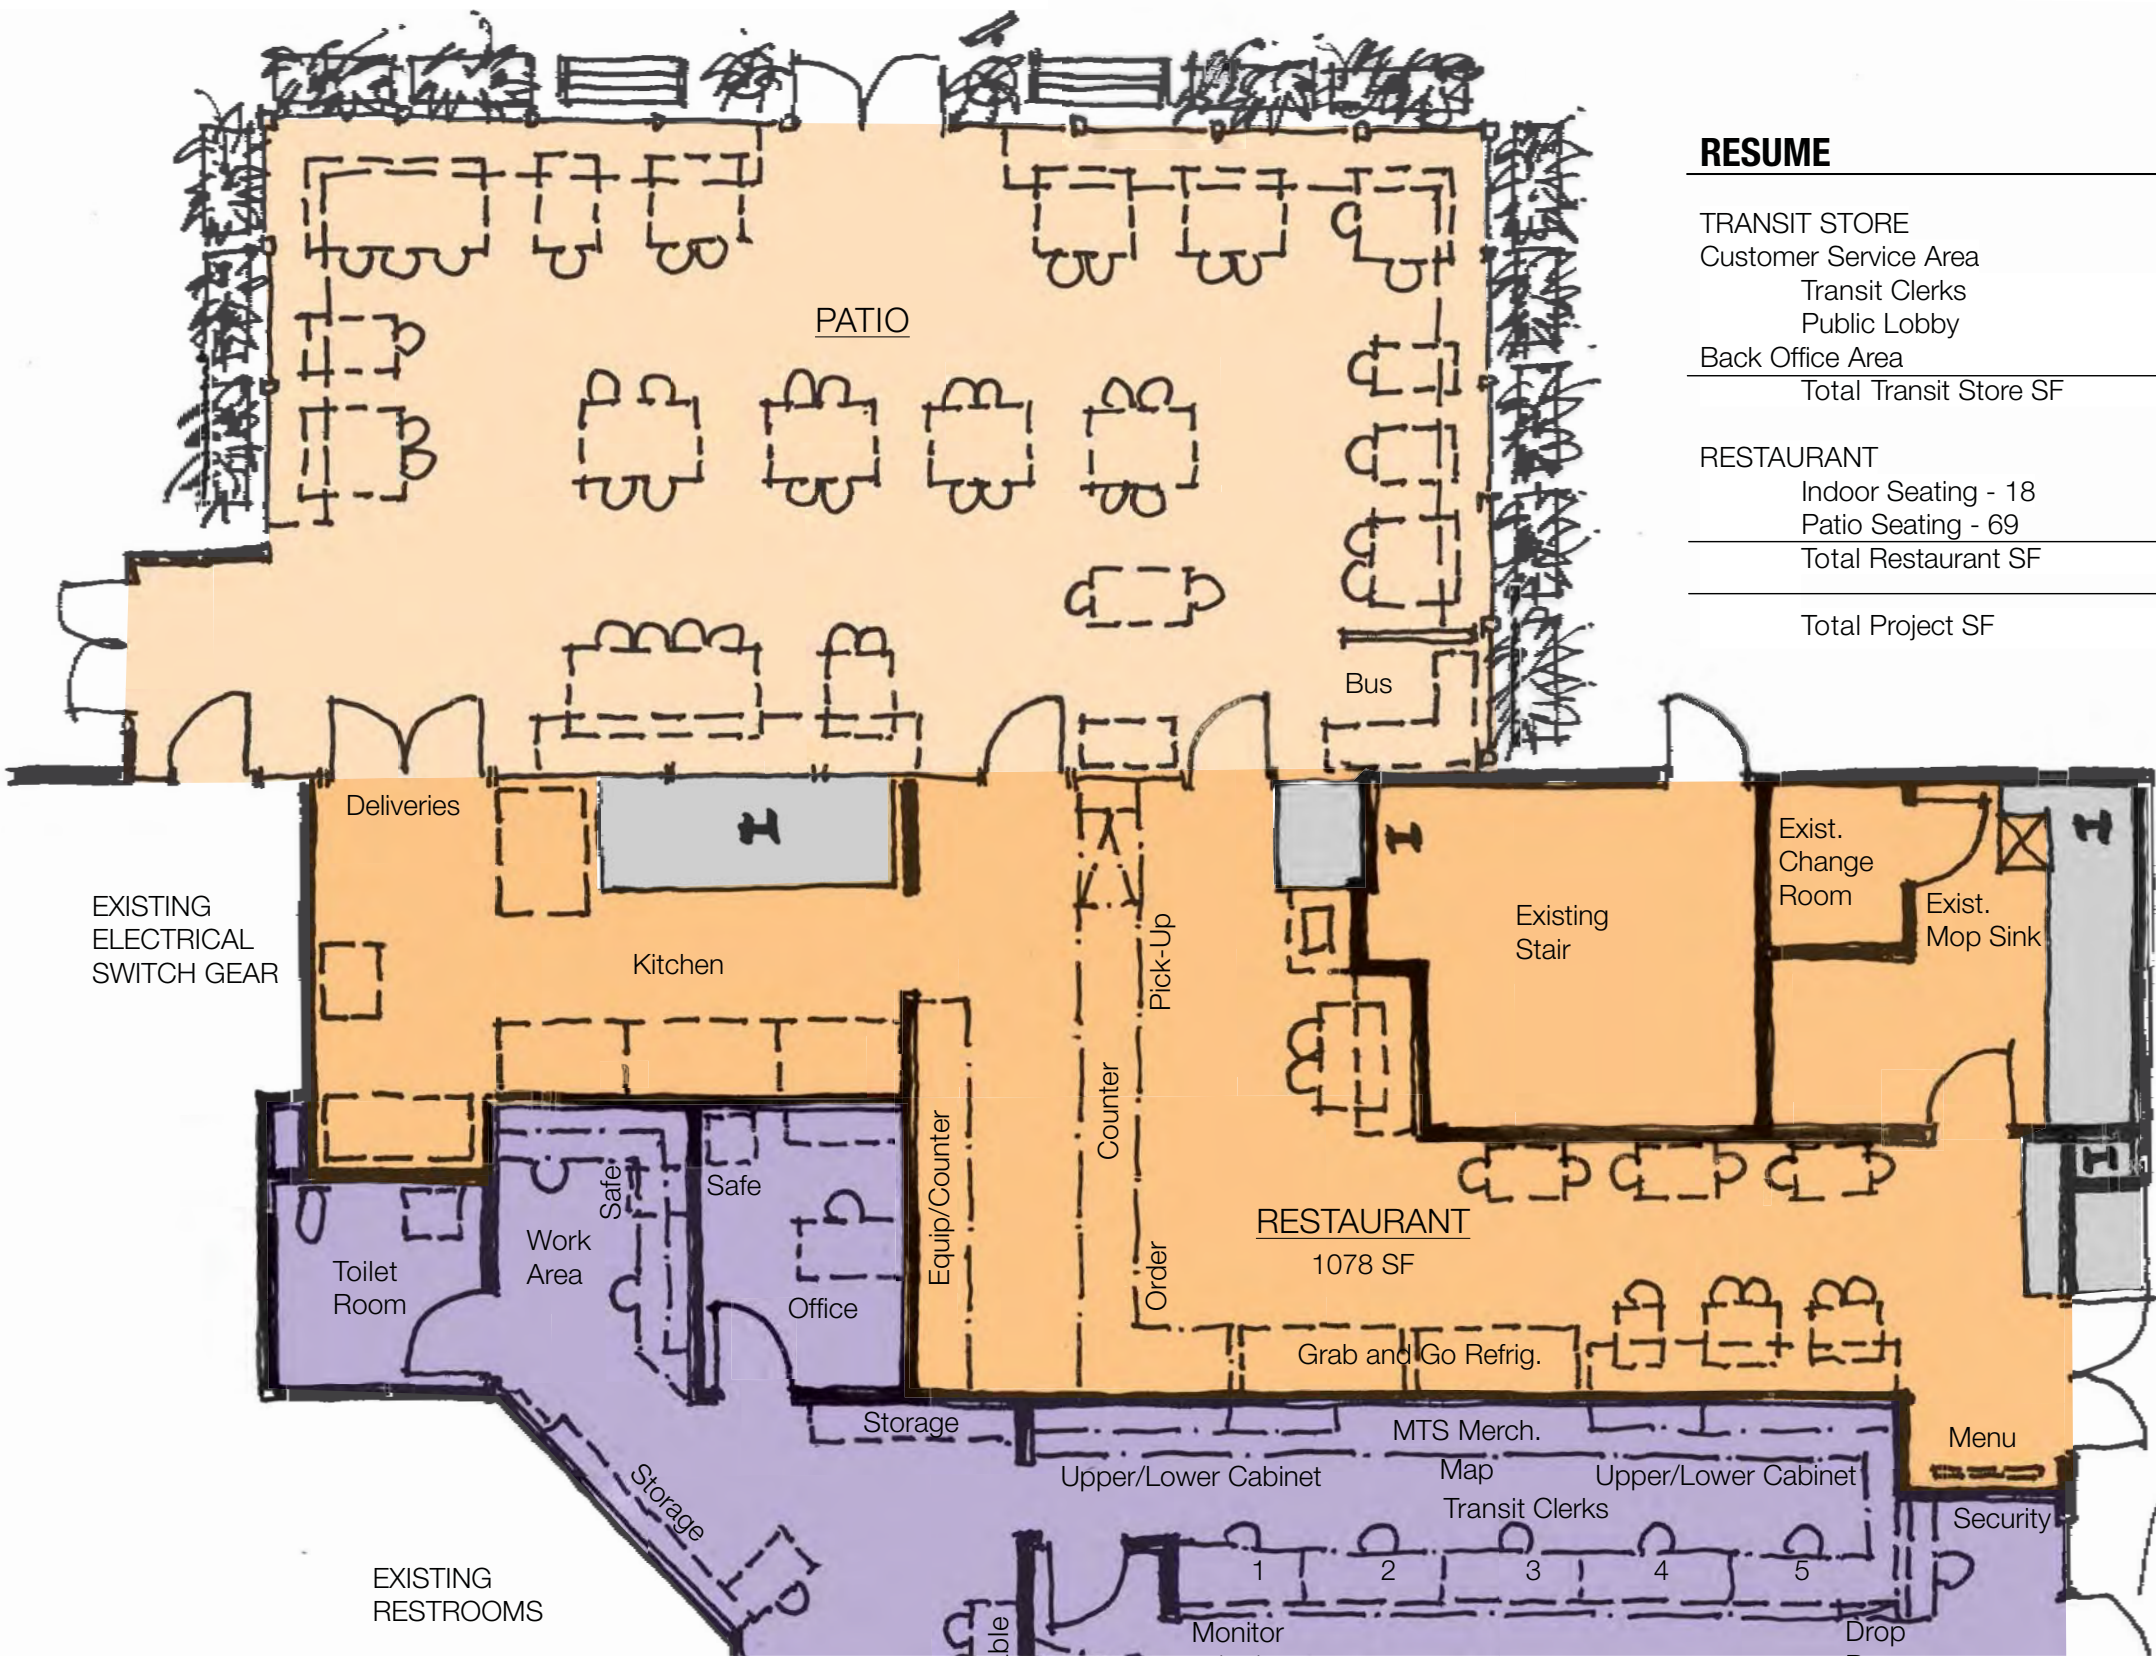 RESUME
TRANSIT STORE
Customer Service Area
Transit Clerks
Public Lobby
Back Office Area
Total Transit Store SF
RESTAURANT
Indoor Seating - 18
Patio Seating - 69
Total Restaurant SF
Total Project SF
PATIO
Bus
Deliveries
EXISTING
ELECTRICAL
SWITCH GEAR
Kitchen
Pick-Up
Counter
Order
Equip/Counter
Existing
Stair
Exist.
Change
Room
Exist.
Mop Sink
RESTAURANT
1078 SF
Grab and Go Refrig.
Toilet
Room
Work
Area
Safe
Safe
Office
Storage
Storage
MTS Merch.
Upper/Lower Cabinet
Map
Upper/Lower Cabinet
Transit Clerks
Menu
Security
1
2
3
4
5
EXISTING
RESTROOMS
Monitor
Drop